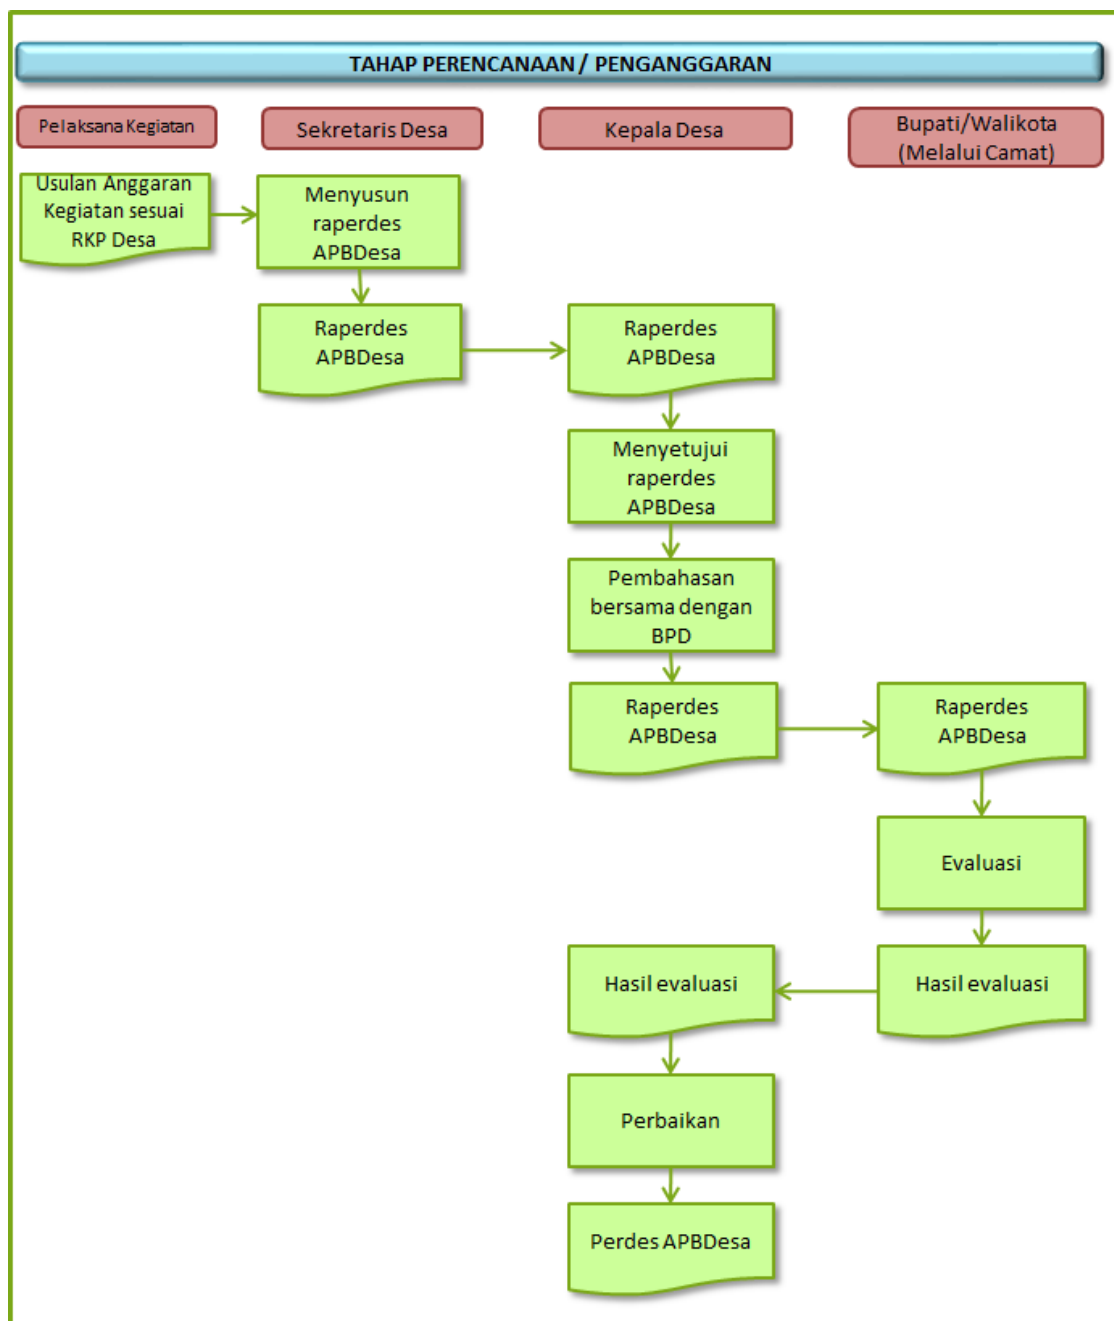 TAHAP PERENCANAAN / PENGANGGARAN
Pelaksana Kegiatan
Sekretaris Desa
Kepala Desa
Bupati/Walikota
(Melalui Camat)
Usulan Anggaran
Kegiatan sesuai
RKP Desa
Menyusun
raperdes
APBDesa
Raperdes
APBDesa
Raperdes
APBDesa
Menyetujui
raperdes
APBDesa
Pembahasan
bersama dengan
BPD
Raperdes
APBDesa
Raperdes
APBDesa
Evaluasi
Hasil evaluasi
Hasil evaluasi
Perbaikan
Perdes APBDesa